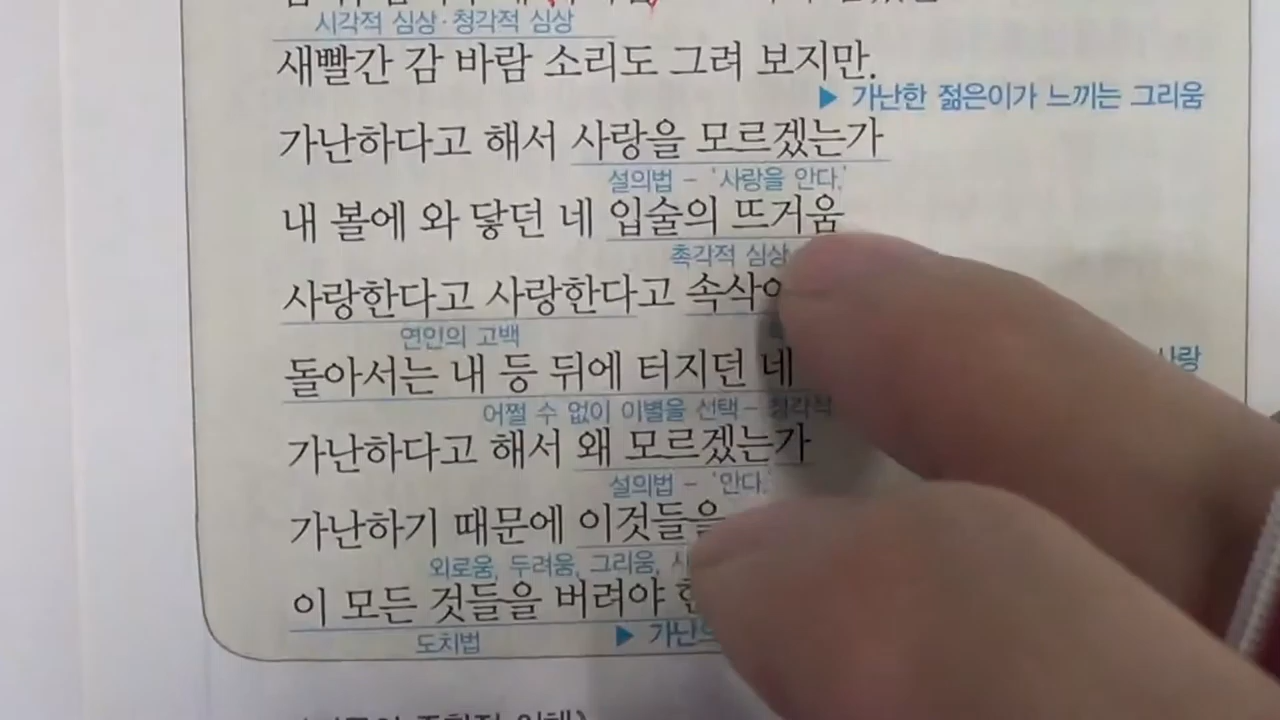 시각적 심상·청각적 심상
새빨간 감 바람 소리도 그려 보지만.
▶ 가난한 젊은이가 느끼는 그리움
가난하다고 해서 사랑을 모르겠는가
설의법 - '사랑을 안다.'
내 볼에 와 닿던 네 입술의 뜨거움
촉각적 심상
사랑한다고 사랑한다고
연인의 고백
돌아서는 내 등 뒤에 터지던 네
사랑
어쩔 수 없이 이별을 선택- 청각적
가난하다고 해서 왜 모르겠는가
설의법 - '안다.'
가난하기 때문에 이것들을
외로움, 두려움, 그리움,
이 모든 것들을 버려야
도치법
▶